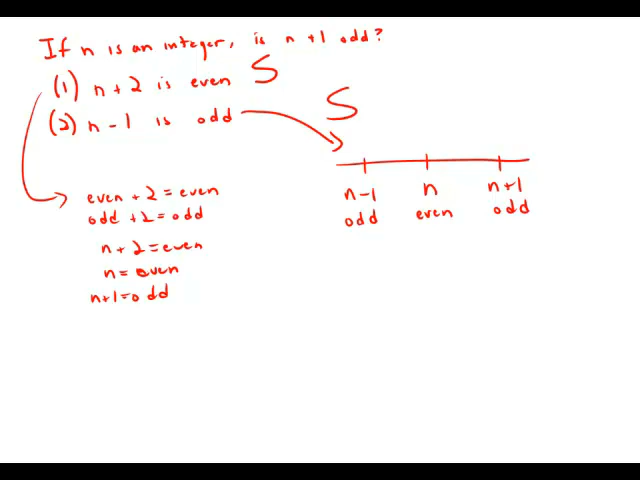 If n is an integer, is n+1 odd?
(1) n+2 is even S
(2) n-1 is odd S
even +2 = even
odd +2 = odd
n+2 = even
n = even
n+1 = odd
n-1 n n+1
odd even odd